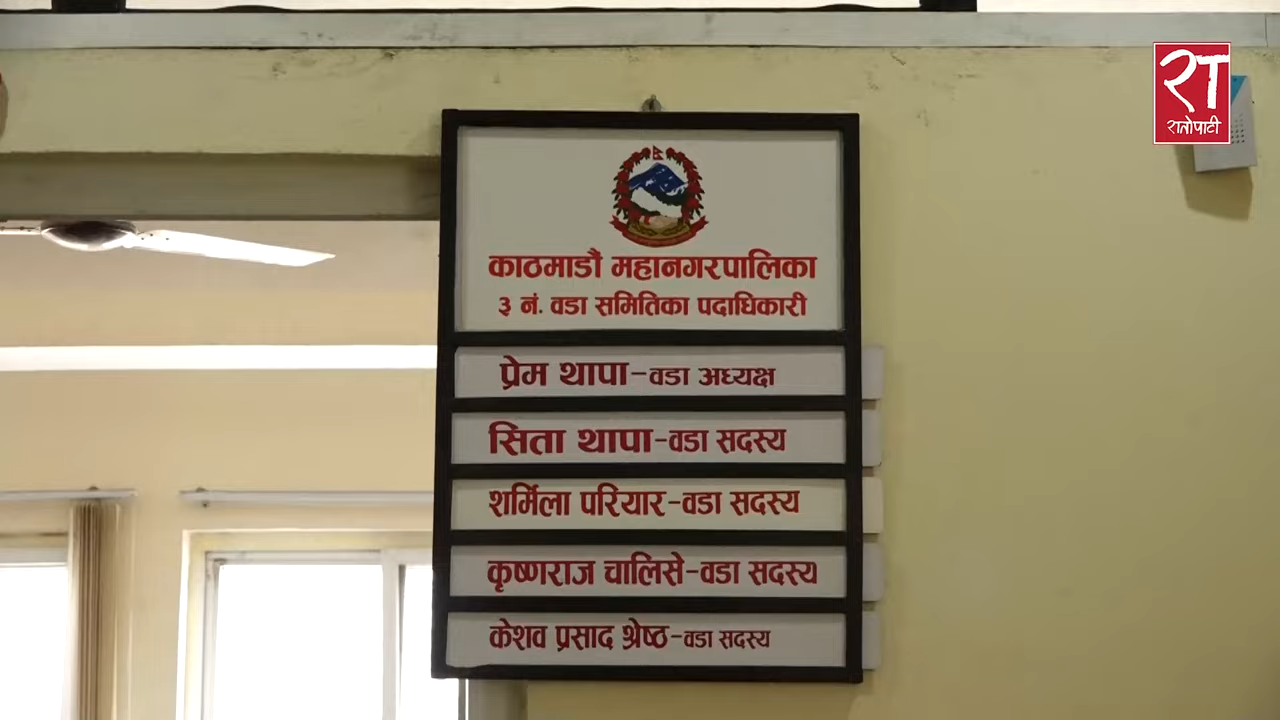 काठमाडौं महानगरपालिका
३ नं. वडा समितिका पदाधिकारी
प्रेम थापा-वडा अध्यक्ष
सिता थापा-वडा सदस्य
शर्मिला परियार-वडा सदस्य
कृष्णराज चालिसे-वडा सदस्य
केशव प्रसाद श्रेष्ठ-वडा सदस्य
रा
रातोपाटी